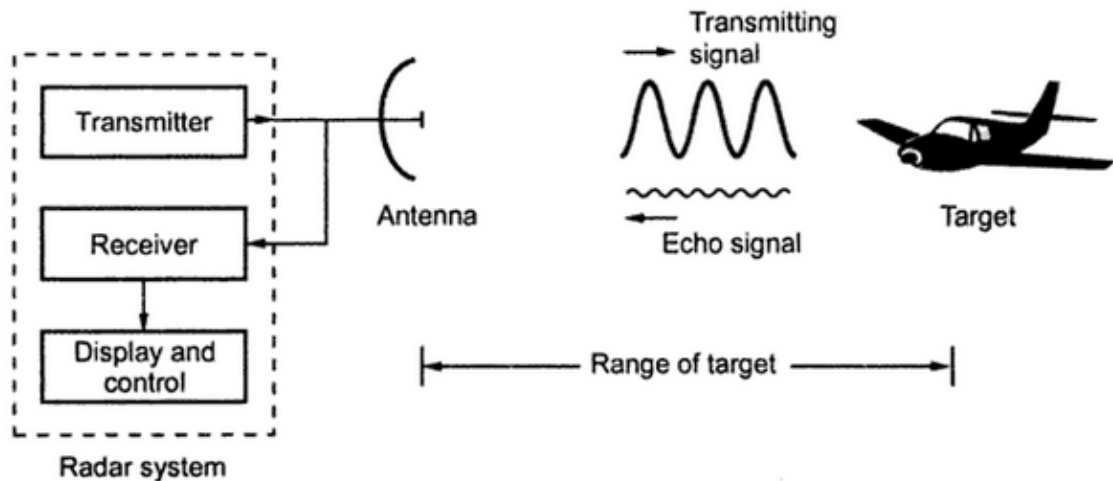 Transmitting
signal
Transmitter
Antenna
Receiver
Echo signal
Target
Display and
control
Range of target
Radar system